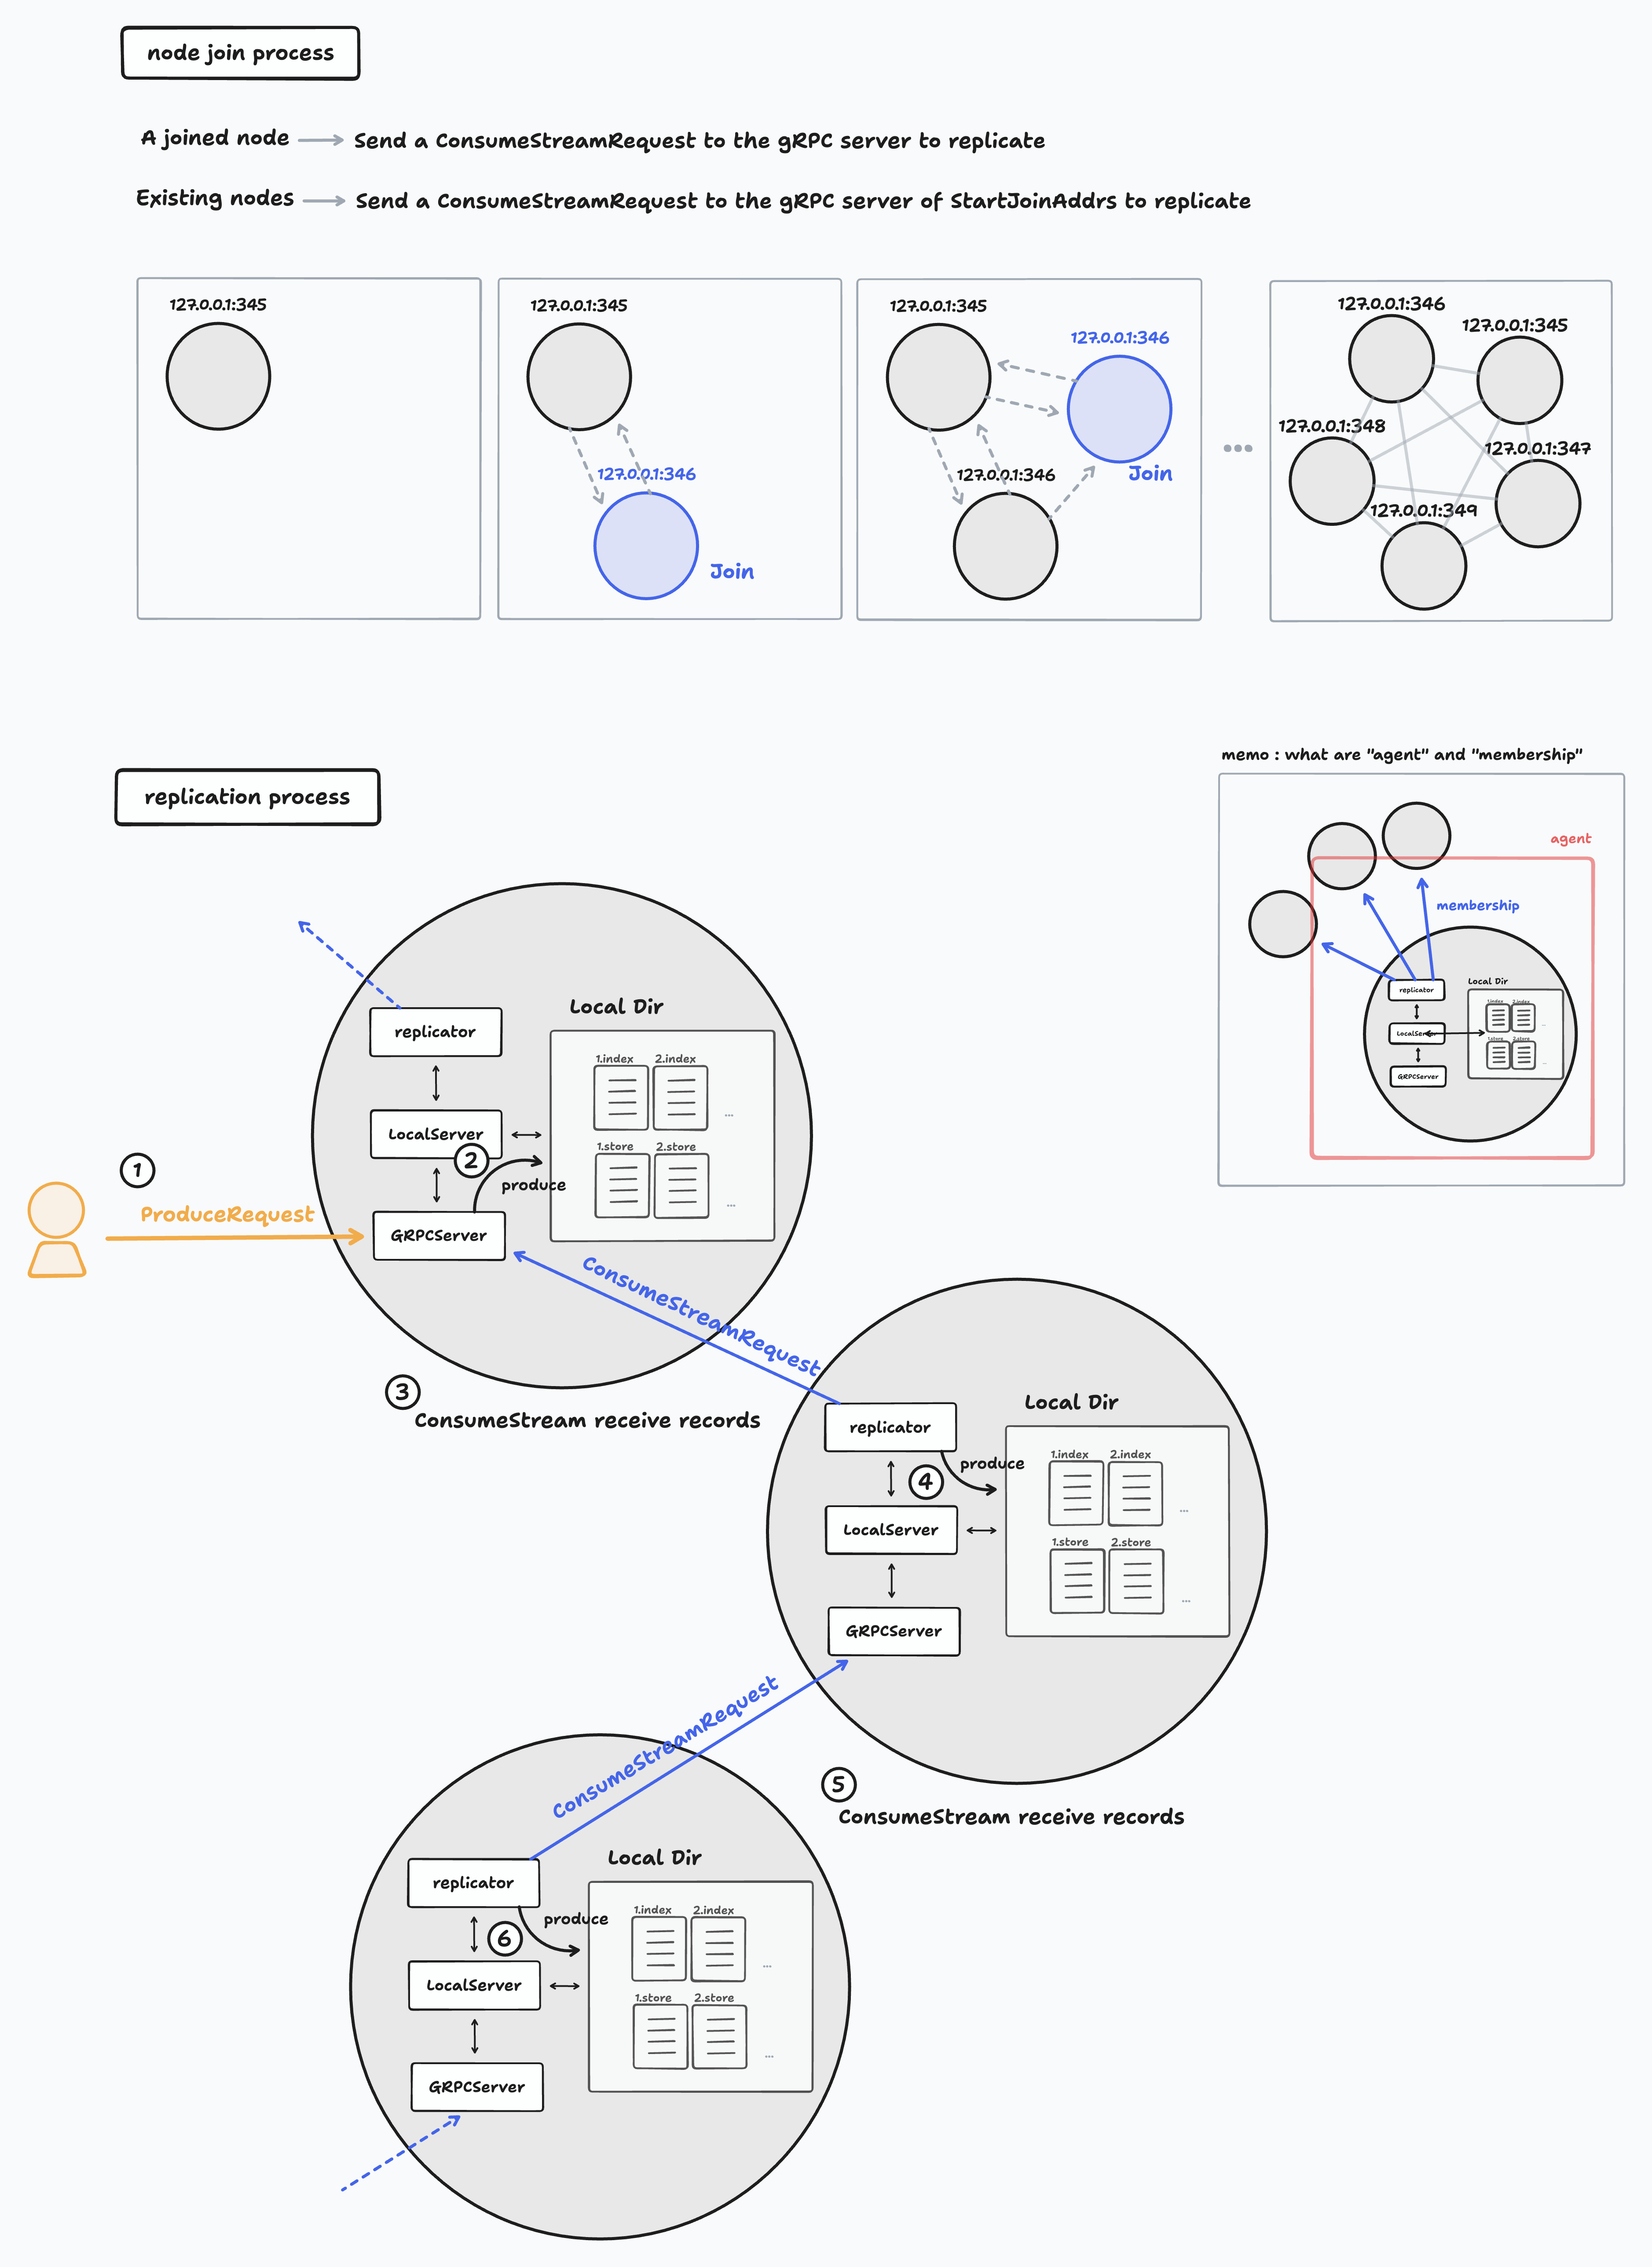 node join process
A joined node
Send a ConsumeStreamRequest to the gRPC server to replicate
Existing nodes
Send a ConsumeStreamRequest to the gRPC server of StartJoinAddrs to replicate
127.0.0.1:345
127.0.0.1:345
127.0.0.1:346
Join
127.0.0.1:345
127.0.0.1:346
127.0.0.1:346
Join
...
127.0.0.1:346
127.0.0.1:345
127.0.0.1:348
127.0.0.1:347
127.0.0.1:349
memo : what are "agent" and "membership"
agent
membership
replicator
Local Dir
1.index 2.index
...
LocalServer
1.store 2.store
...
GRPCServer
replication process
Local Dir
replicator
1.index 2.index
...
LocalServer
1.store 2.store
...
2
produce
GRPCServer
1
ProduceRequest
ConsumeStreamRequest
3
ConsumeStream receive records
Local Dir
replicator
produce
4
1.index 2.index
...
LocalServer
1.store 2.store
...
GRPCServer
ConsumeStreamRequest
5
ConsumeStream receive records
Local Dir
replicator
produce
6
1.index 2.index
...
LocalServer
1.store 2.store
...
GRPCServer